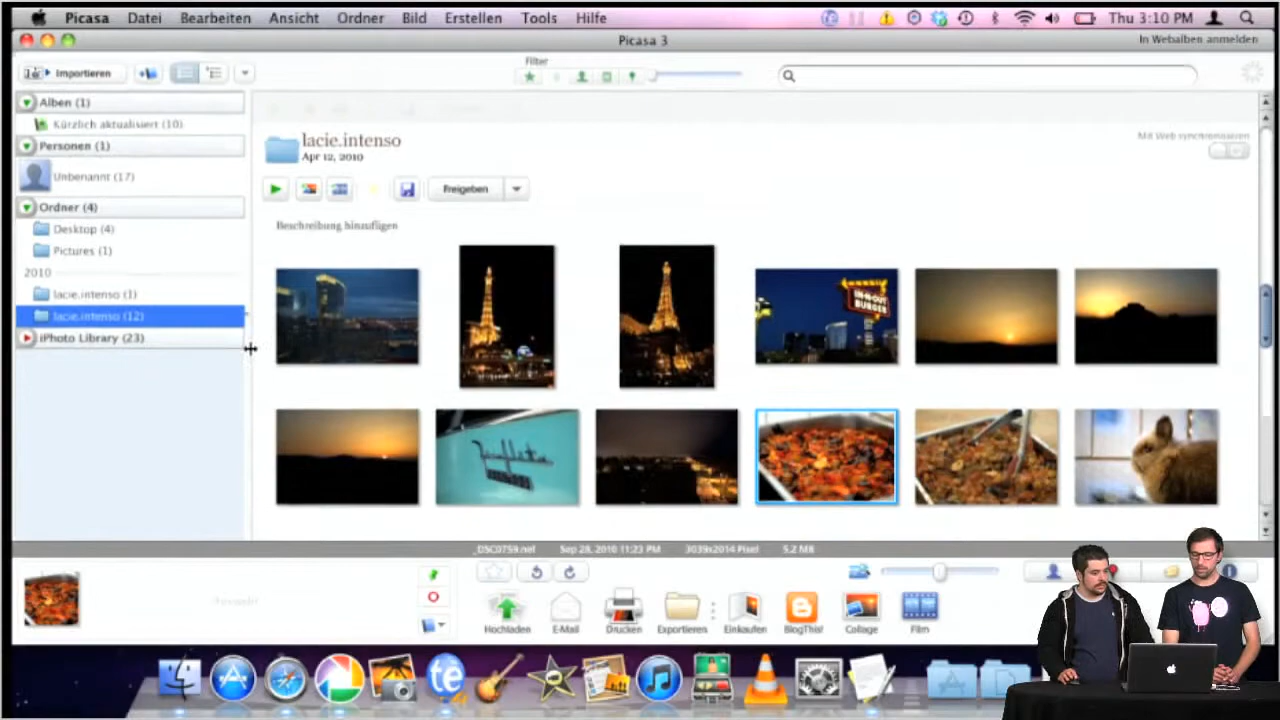 Picasa Datei Bearbeiten Ansicht Ordner Bild Erstellen Tools Hilfe Thu 3:10 PM
Picasa 3
In Webalben anmelden
Importieren
Filter
Alben (1)
Kürzlich aktualisiert (10)
Personen (1)
Unbenannt (17)
Ordner (4)
Desktop (4)
Pictures (1)
2010
lacie.intenso (1)
lacie.intenso (12)
iPhoto Library (23)
lacie.intenso
Apr 12, 2010
Mit Web synchronisieren
Freigeben
Beschreibung hinzufügen
IN-N-OUT
BURGER
_DSC0759.nef Sep 28, 2010 11:23 PM 3039x2014 Pixel 5.2 MB
Hochladen E-Mail Drucken Exportieren Einkaufen BlogThis! Collage Film